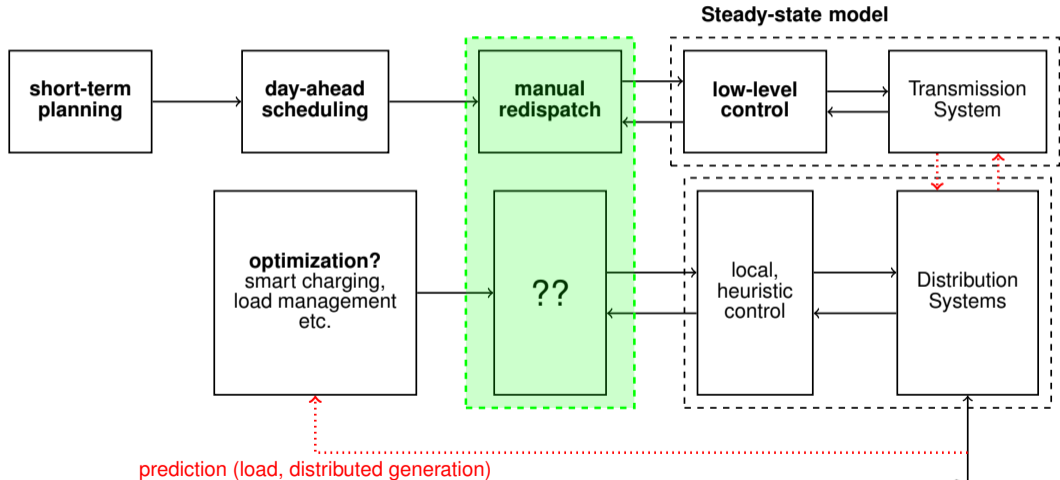 Steady-state model
short-term
planning
day-ahead
scheduling
manual
redispatch
low-level
control
Transmission
System
optimization?
smart charging,
load management
etc.
??
local,
heuristic
control
Distribution
Systems
prediction (load, distributed generation)